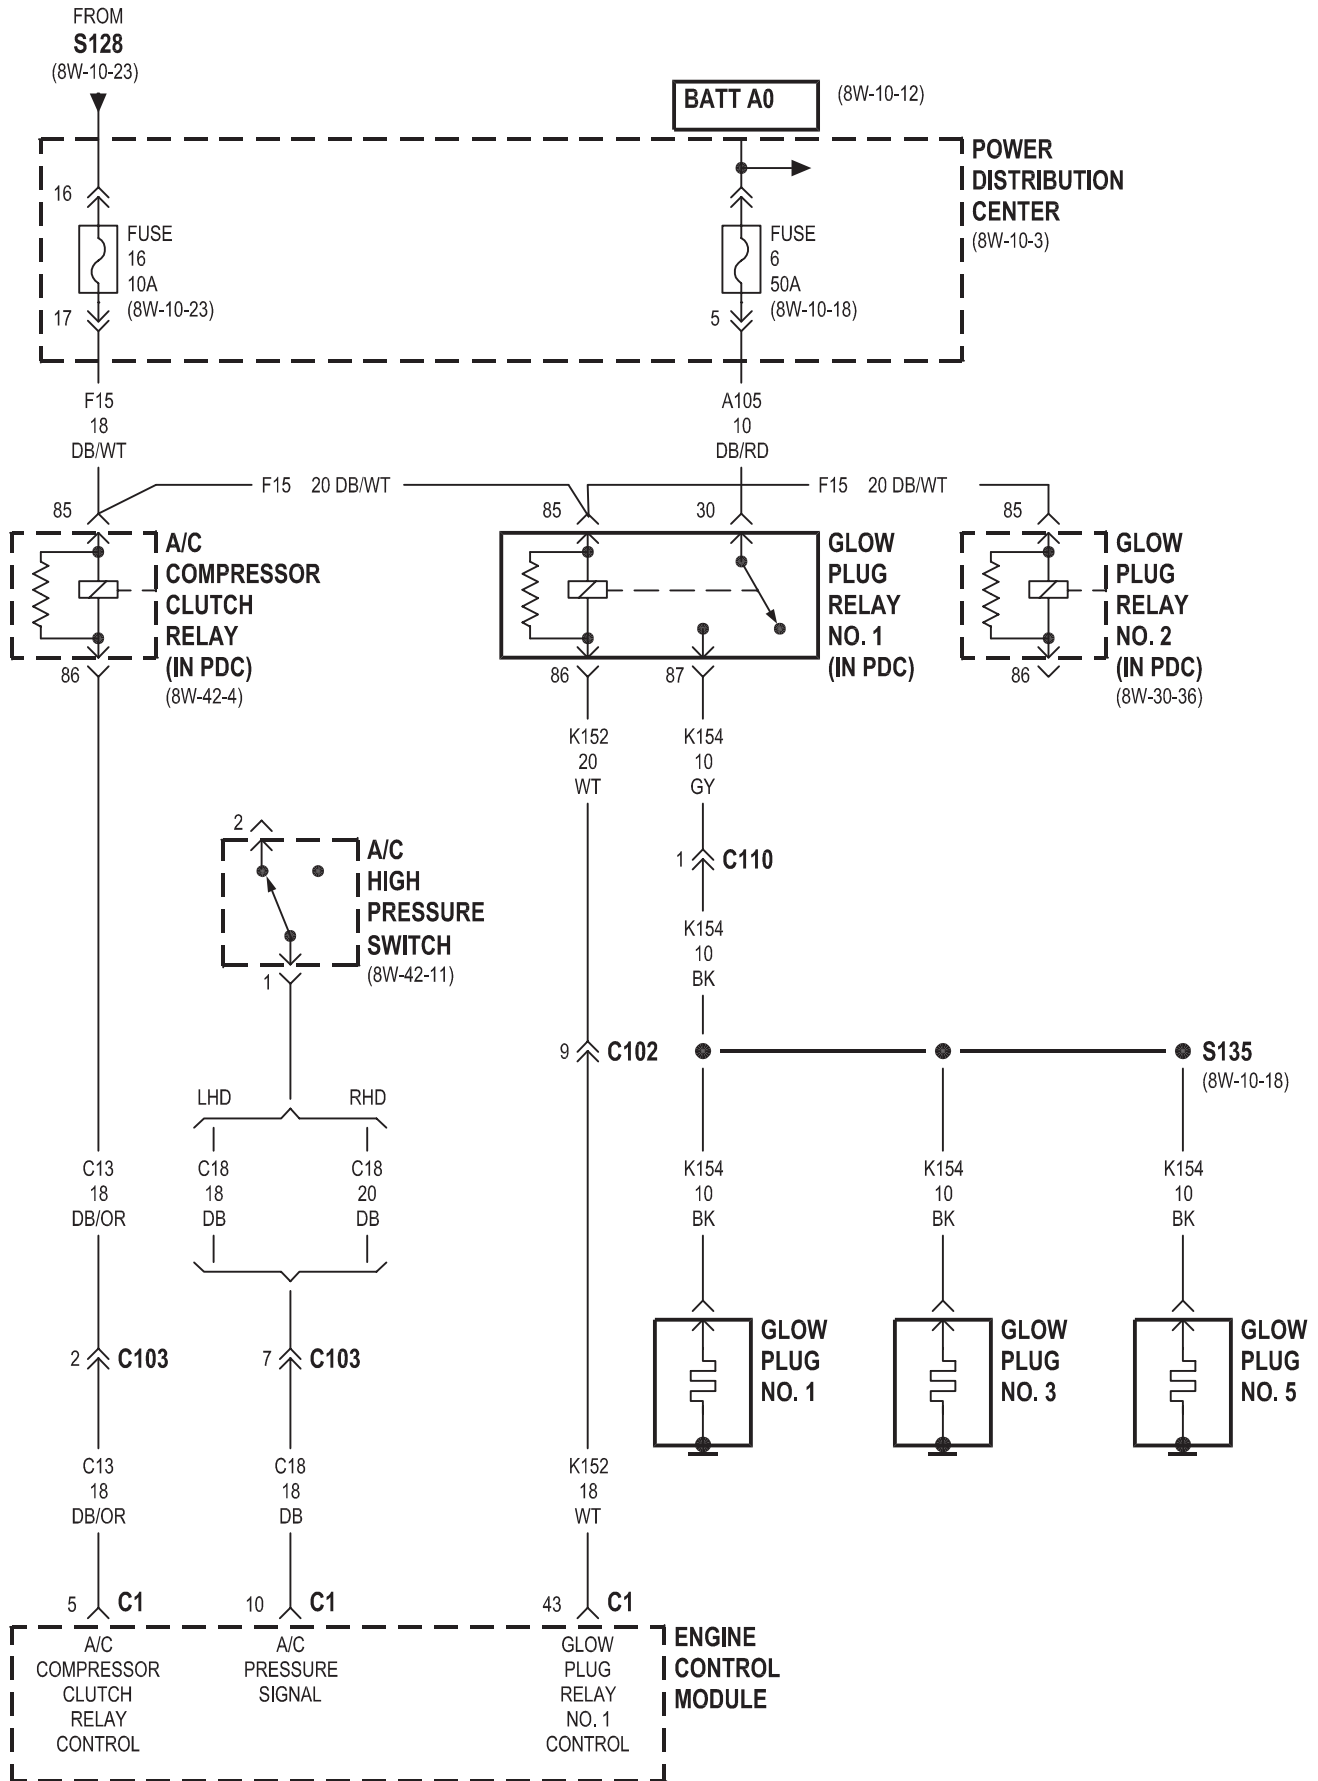 FROM
S128
(8W-10-23)
BATT A0
(8W-10-12)
POWER
DISTRIBUTION
CENTER
(8W-10-3)
16
FUSE
16
10A
(8W-10-23)
17
FUSE
6
50A
(8W-10-18)
5
F15
18
DB/WT
A105
10
DB/RD
F15 20 DB/WT
F15 20 DB/WT
85
85
30
85
A/C
COMPRESSOR
CLUTCH
RELAY
(IN PDC)
(8W-42-4)
GLOW
PLUG
RELAY
NO. 1
(IN PDC)
GLOW
PLUG
RELAY
NO. 2
(IN PDC)
(8W-30-36)
86
86
87
86
K152
20
WT
K154
10
GY
2
A/C
HIGH
PRESSURE
SWITCH
(8W-42-11)
1
1 C110
K154
10
BK
9 C102
S135
(8W-10-18)
LHD
RHD
C13
18
DB/OR
C18
18
DB
C18
20
DB
K154
10
BK
K154
10
BK
K154
10
BK
2 C103
7 C103
GLOW
PLUG
NO. 1
GLOW
PLUG
NO. 3
GLOW
PLUG
NO. 5
C13
18
DB/OR
C18
18
DB
K152
18
WT
5 C1
10 C1
43 C1
A/C
COMPRESSOR
CLUTCH
RELAY
CONTROL
A/C
PRESSURE
SIGNAL
GLOW
PLUG
RELAY
NO. 1
CONTROL
ENGINE
CONTROL
MODULE